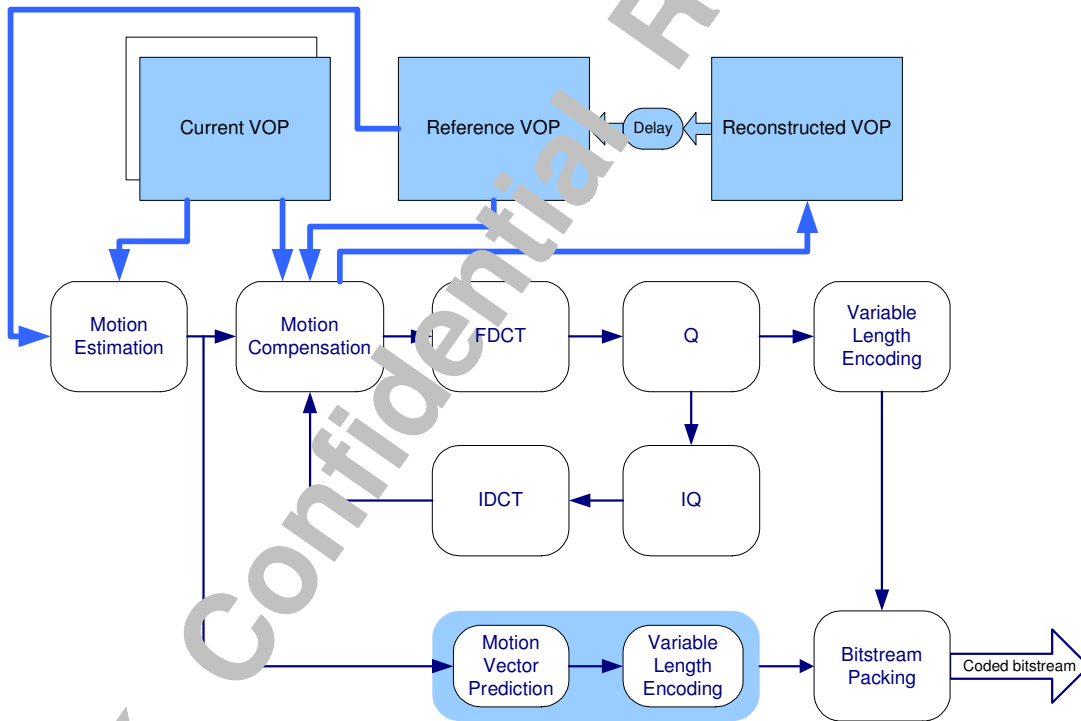 Current VOP
Reference VOP
Delay
Reconstructed VOP
Motion
Estimation
Motion
Compensation
FDCT
Q
Variable
Length
Encoding
IDCT
IQ
Motion
Vector
Prediction
Variable
Length
Encoding
Bitstream
Packing
Coded bitstream
Confidential R